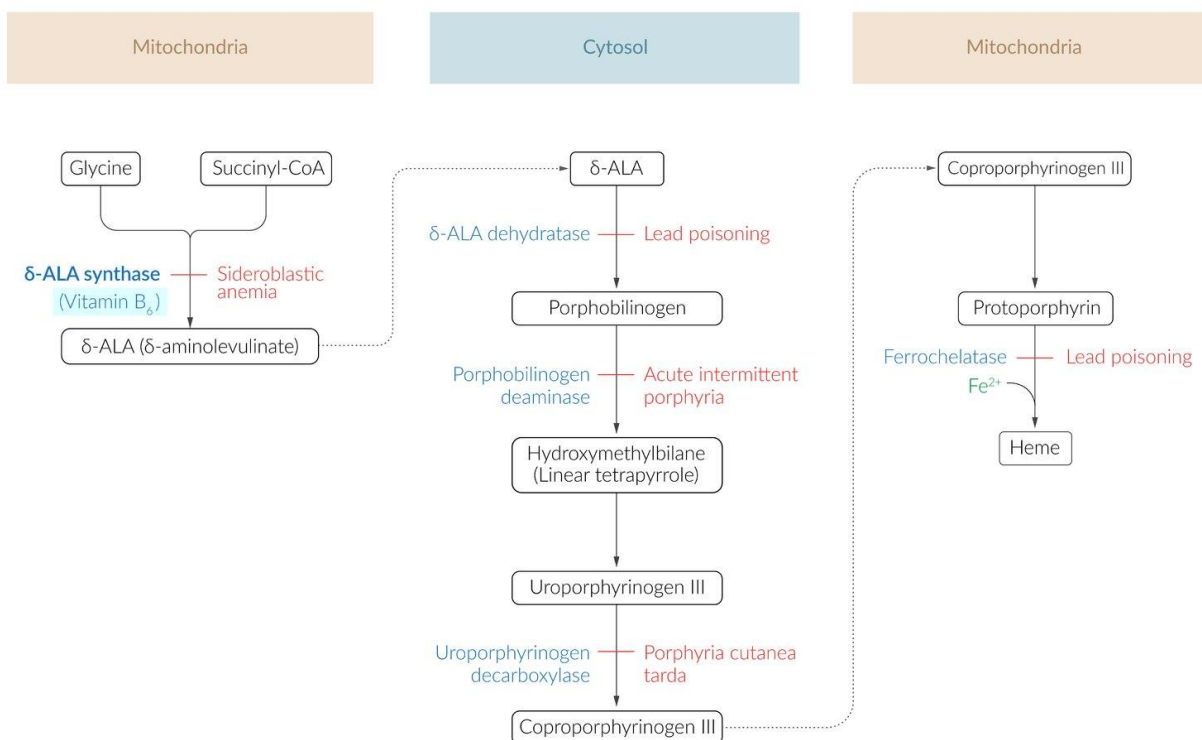 Mitochondria
Cytosol
Mitochondria
Glycine
Succinyl-CoA
δ-ALA synthase
(Vitamin B₆)
Sideroblastic
anemia
δ-ALA (δ-aminolevulinate)
δ-ALA
δ-ALA dehydratase
Lead poisoning
Porphobilinogen
Porphobilinogen
deaminase
Acute intermittent
porphyria
Hydroxymethylbilane
(Linear tetrapyrrole)
Uroporphyrinogen III
Uroporphyrinogen
decarboxylase
Porphyria cutanea
tarda
Coproporphyrinogen III
Coproporphyrinogen III
Protoporphyrin
Ferrochelatase
Lead poisoning
Fe²⁺
Heme